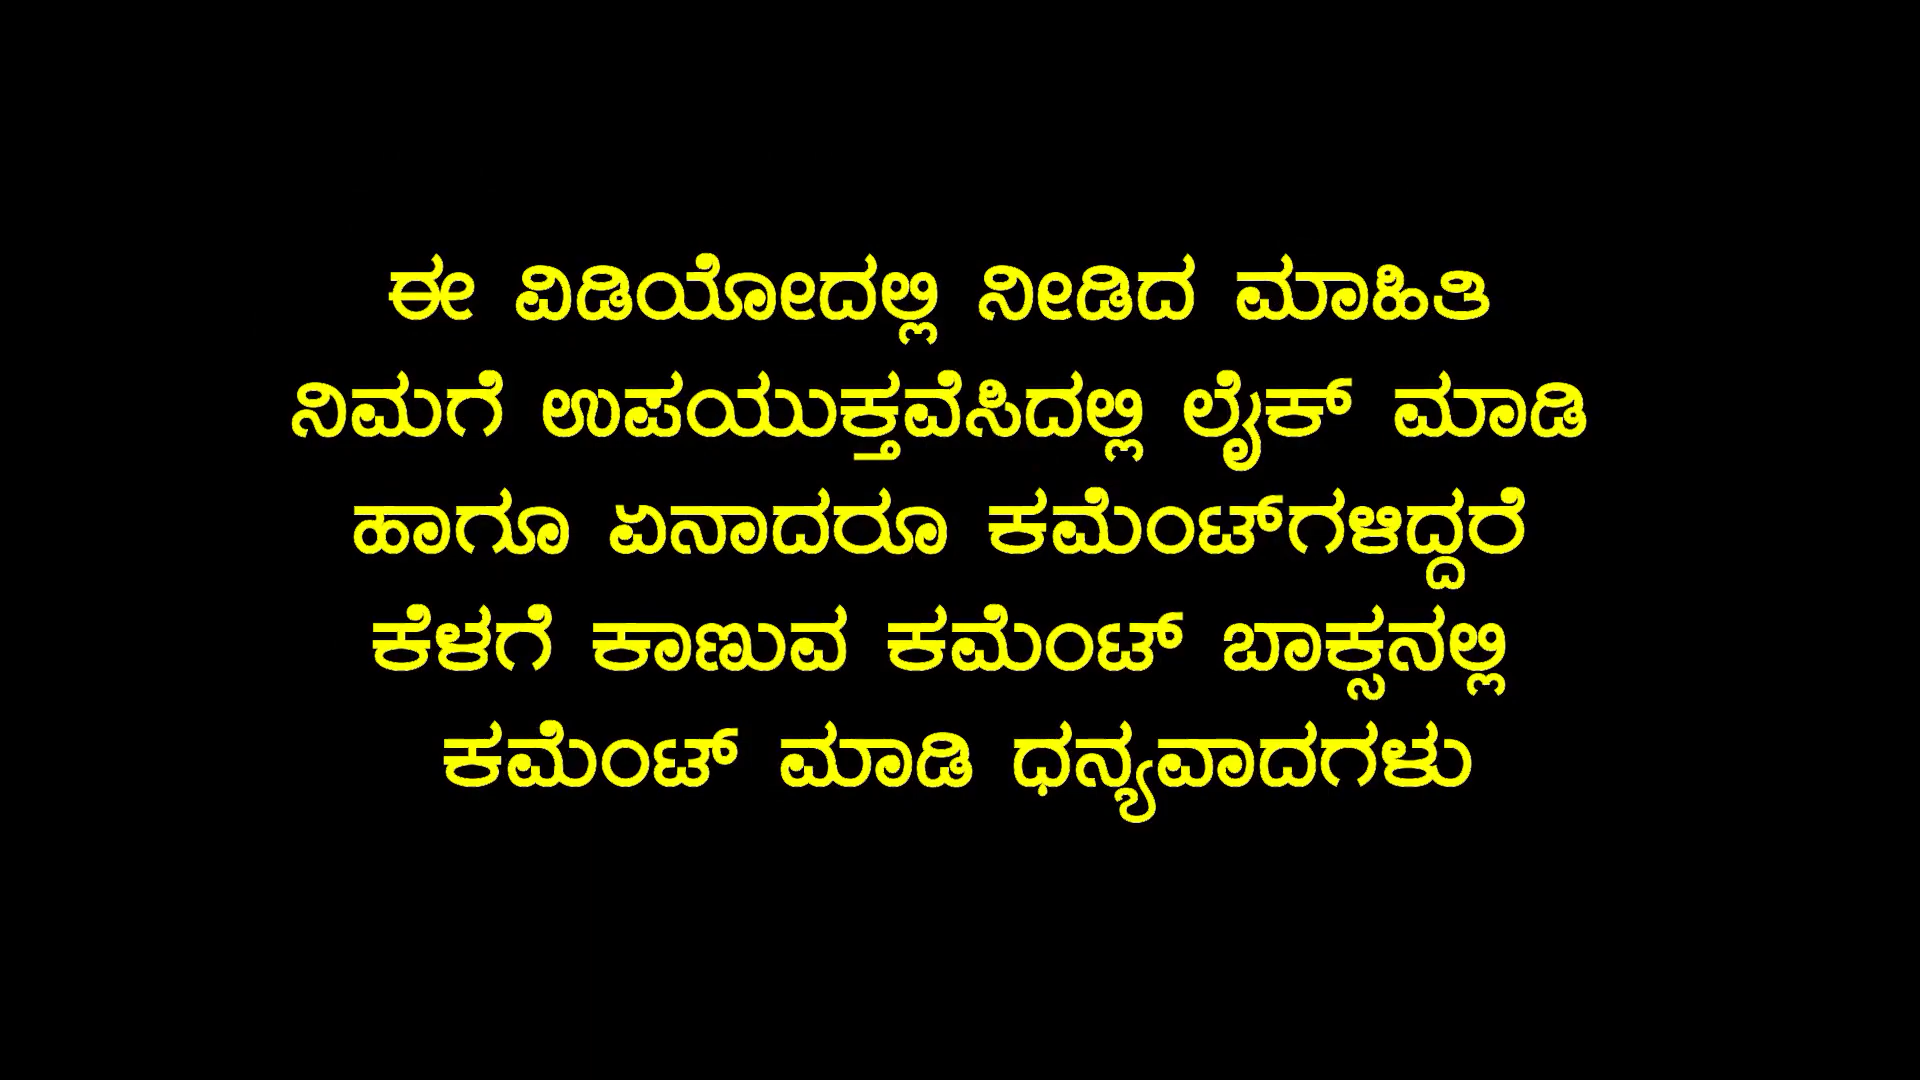 ಈ ವಿಡಿಯೋದಲ್ಲಿ ನೀಡಿದ ಮಾಹಿತಿ
ನಿಮಗೆ ಉಪಯುಕ್ತವೆಸಿದಲ್ಲಿ ಲೈಕ್ ಮಾಡಿ
ಹಾಗೂ ಏನಾದರೂ ಕಮೆಂಟ್‌ಗಳಿದ್ದರೆ
ಕೆಳಗೆ ಕಾಣುವ ಕಮೆಂಟ್ ಬಾಕ್ಸನಲ್ಲಿ
ಕಮೆಂಟ್ ಮಾಡಿ ಧನ್ಯವಾದಗಳು